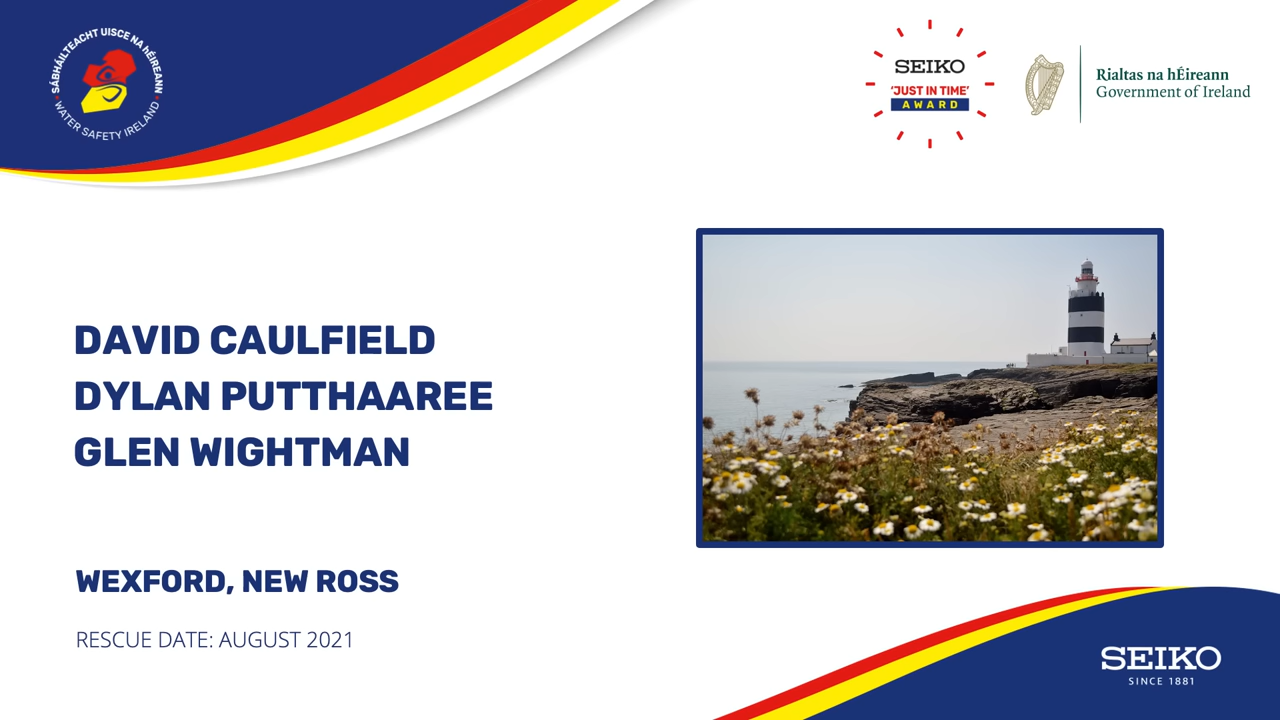 SÁBHÁILTEACHT UISCE NA hÉIREANN
WATER SAFETY IRELAND
SEIKO
'JUST IN TIME'
AWARD
Rialtas na hÉireann
Government of Ireland
DAVID CAULFIELD
DYLAN PUTTHAAREE
GLEN WIGHTMAN
WEXFORD, NEW ROSS
RESCUE DATE: AUGUST 2021
SEIKO
SINCE 1881